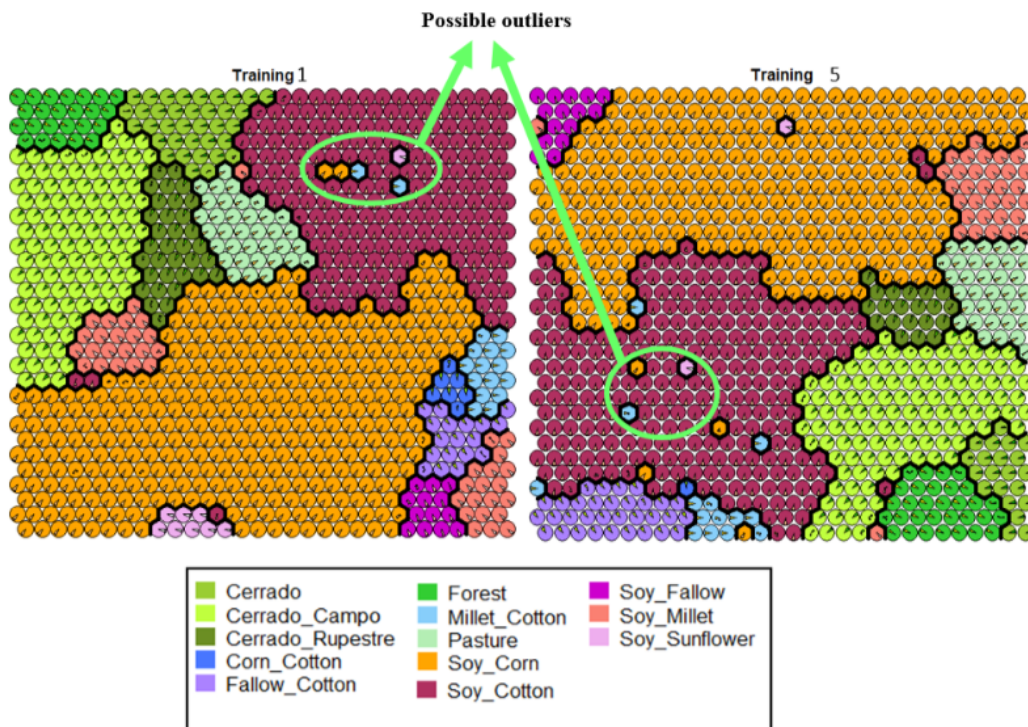 Possible outliers
Training 1
Training 5
Cerrado
Cerrado_Campo
Cerrado_Rupestre
Corn_Cotton
Fallow_Cotton
Forest
Millet_Cotton
Pasture
Soy_Corn
Soy_Cotton
Soy_Fallow
Soy_Millet
Soy_Sunflower